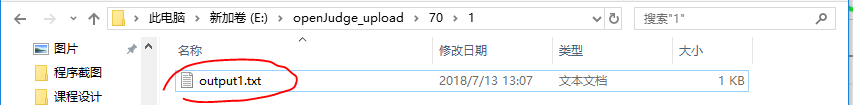 此电脑 > 新加卷 (E:) > openJudge_upload > 70 > 1
搜索"1"
图片
程序截图
课程设计
名称 修改日期 类型 大小
output1.txt 2018/7/13 13:07 文本文档 1 KB